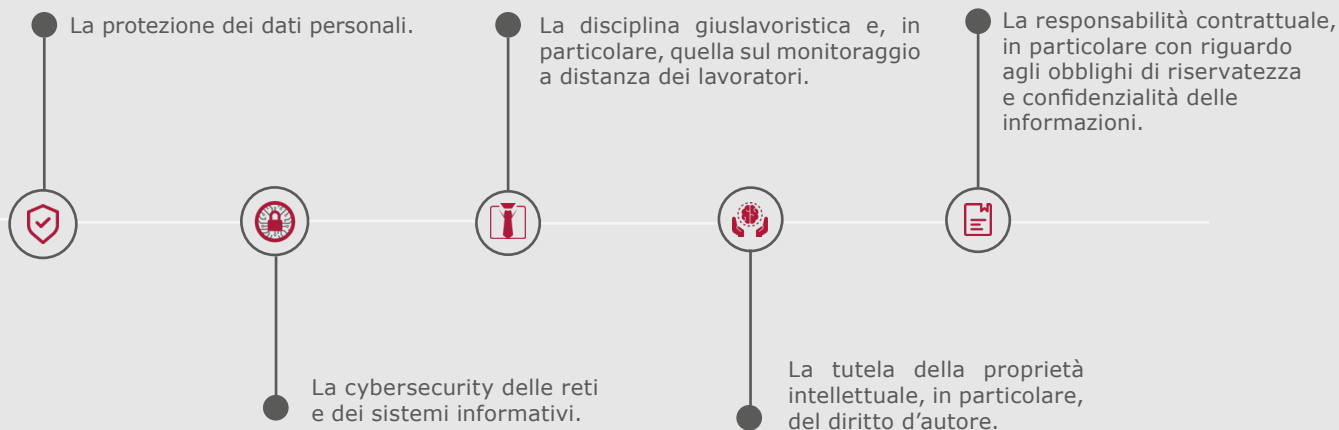 La protezione dei dati personali.
La cybersecurity delle reti
e dei sistemi informativi.
La disciplina giuslavoristica e, in
particolare, quella sul monitoraggio
a distanza dei lavoratori.
La tutela della proprietà
intellettuale, in particolare,
del diritto d'autore.
La responsabilità contrattuale,
in particolare con riguardo
agli obblighi di riservatezza
e confidenzialità delle
informazioni.